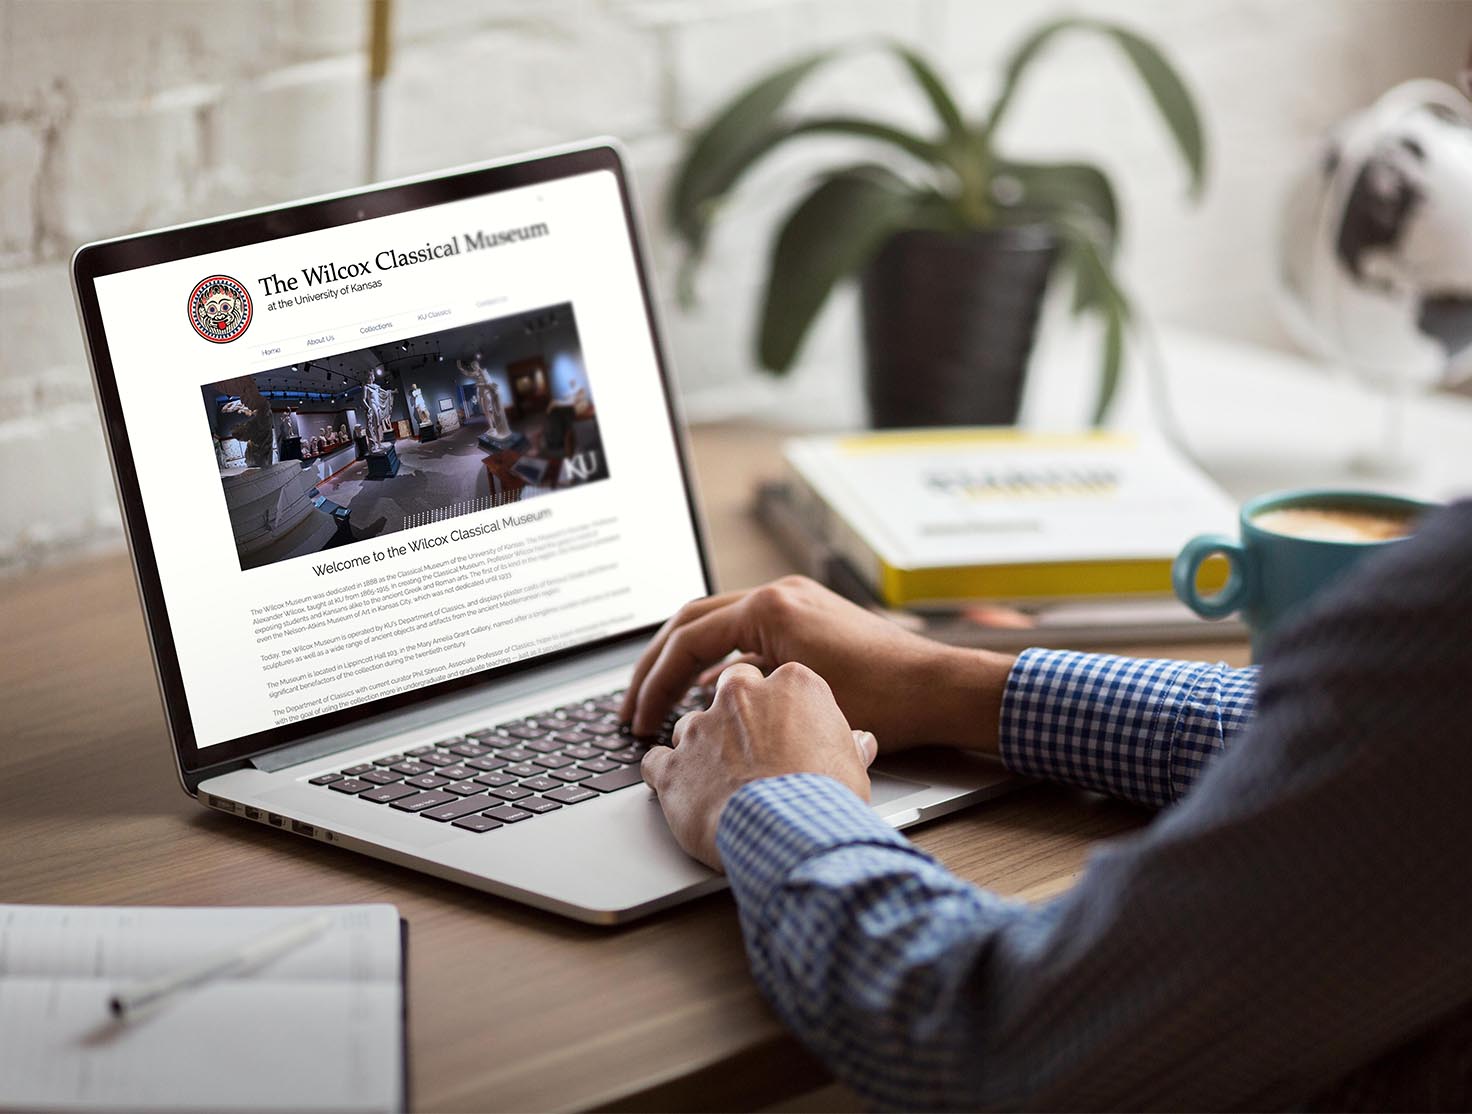 The Wilcox Classical Museum
at the University of Kansas
Home About Us Collections KU Classics Contact Us
KU
Welcome to the Wilcox Classical Museum
The Wilcox Museum was dedicated in 1888 as the Classical Museum of the University of Kansas. The Museum's founder, Professor
Alexander Wilcox, taught at KU from 1885-1915. In creating the Classical Museum, Professor Wilcox had the goal of
exposing students and Kansans alike to the ancient Greek and Roman arts. The first of its kind in the region, the Museum
even the Nelson-Atkins Museum of Art in Kansas City, which was not dedicated until 1933.
Today, the Wilcox Museum is operated by KU's Department of Classics, and displays plaster casts of famous Greek and Roman
sculptures as well as a wide range of ancient objects and artifacts from the ancient Mediterranean region.
The Museum is located in Lippincott Hall 103, in the Mary Amelia Grant Gallery, named after a longtime
significant benefactors of the collection during the twentieth century.
The Department of Classics with current curator Phil Stinson, Associate Professor of Classics,
with the goal of using the collection more in undergraduate and graduate teaching — just as it served in